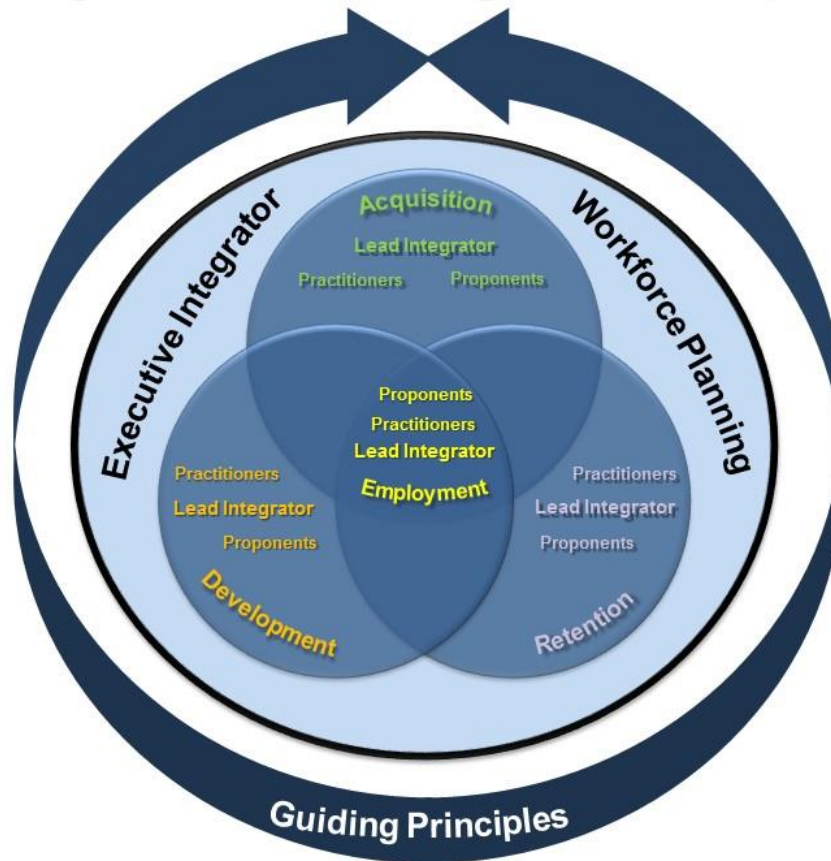 Executive Integrator
Workforce Planning
Acquisition
Lead Integrator
Practitioners Proponents
Proponents
Practitioners
Lead Integrator
Employment
Practitioners
Lead Integrator
Proponents
Development
Practitioners
Lead Integrator
Proponents
Retention
Guiding Principles